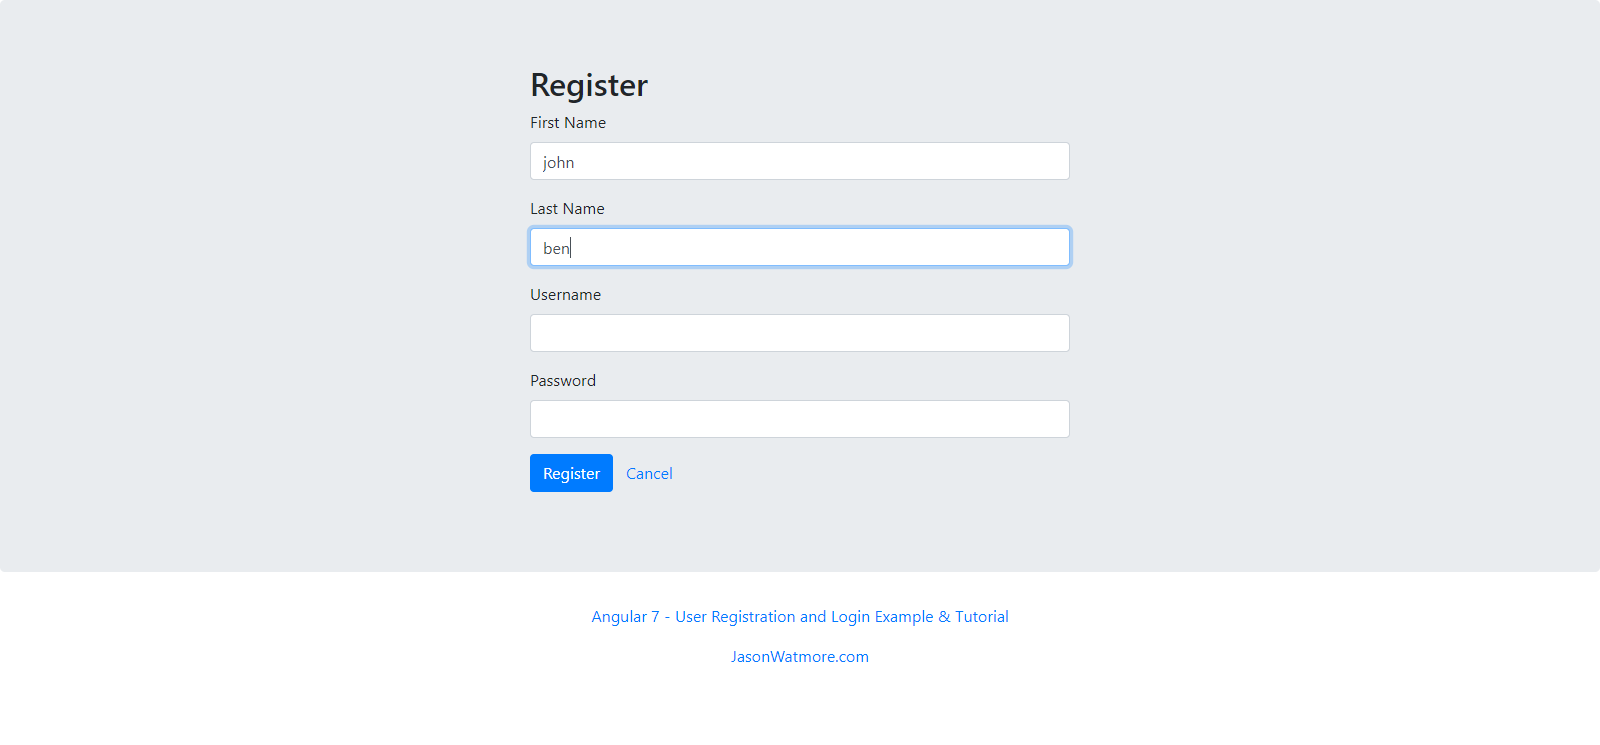 Register
First Name
john
Last Name
ben
Username
Password
Register Cancel
Angular 7 - User Registration and Login Example & Tutorial
JasonWatmore.com